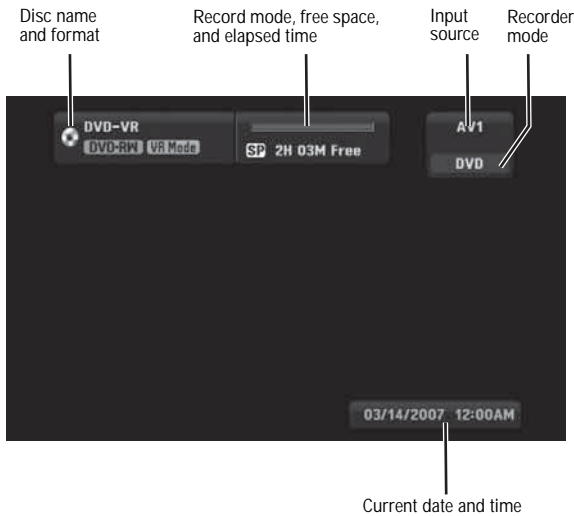 Disc name
and format
Record mode, free space,
and elapsed time
Input
source
Recorder
mode
DVD-VR
DVD-RW VR Mode
SP 2H 03M Free
AV1
DVD
03/14/2007 12:00AM
Current date and time